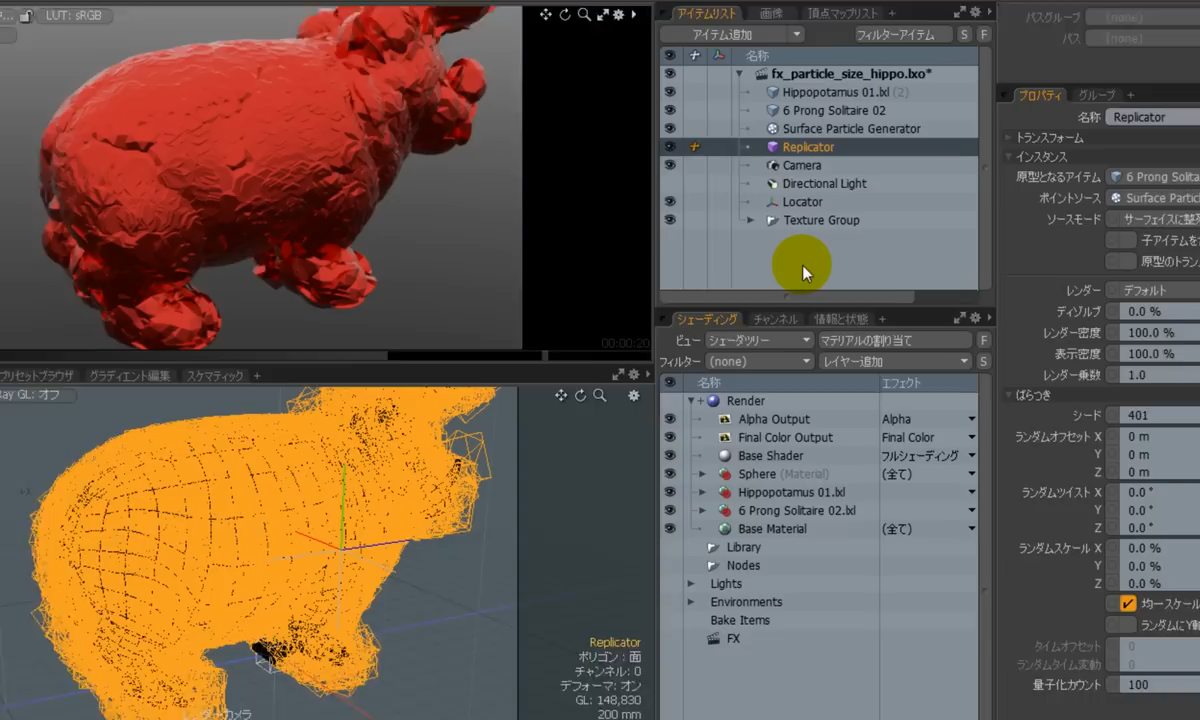 LUT: sRGB
00:00:20
プリセットブラウザ グラディエント編集 スケマティック +
Ray GL: オフ
Replicator
ポリゴン : 面
チャンネル: 0
デフォーマ: オン
GL: 148,830
200 mm
アイテムリスト 画像 頂点マップリスト +
アイテム追加 フィルターアイテム S F
名称
fx_particle_size_hippo.lxo*
Hippopotamus 01.lxl (2)
6 Prong Solitaire 02
Surface Particle Generator
Replicator
Camera
Directional Light
Locator
Texture Group
シェーディング チャンネル 情報と状態 +
ビュー シェーダツリー マテリアルの割り当て F
フィルター (none) レイヤー追加 S
名称 エフェクト
Render
Alpha Output Alpha
Final Color Output Final Color
Base Shader フルシェーディング
Sphere (Material) (全て)
Hippopotamus 01.lxl
6 Prong Solitaire 02.lxl
Base Material (全て)
Library
Nodes
Lights
Environments
Bake Items
FX
パスグループ (none)
パス (none)
プロパティ グループ +
名称 Replicator
トランスフォーム
インスタンス
原型となるアイテム 6 Prong Solita
ポイントソース Surface Partic
ソースモード サーフェイスに整
子アイテムを
原型のトラン
レンダー デフォルト
ディゾルブ 0.0 %
レンダー密度 100.0 %
表示密度 100.0 %
レンダー乗数 1.0
ばらつき
シード 401
ランダムオフセット X 0 m
Y 0 m
Z 0 m
ランダムツイスト X 0.0 °
Y 0.0 °
Z 0.0 °
ランダムスケール X 0.0 %
Y 0.0 %
Z 0.0 %
均一スケール
ランダムにY軸
タイムオフセット 0
ランダムタイム変動 0
量子化カウント 100